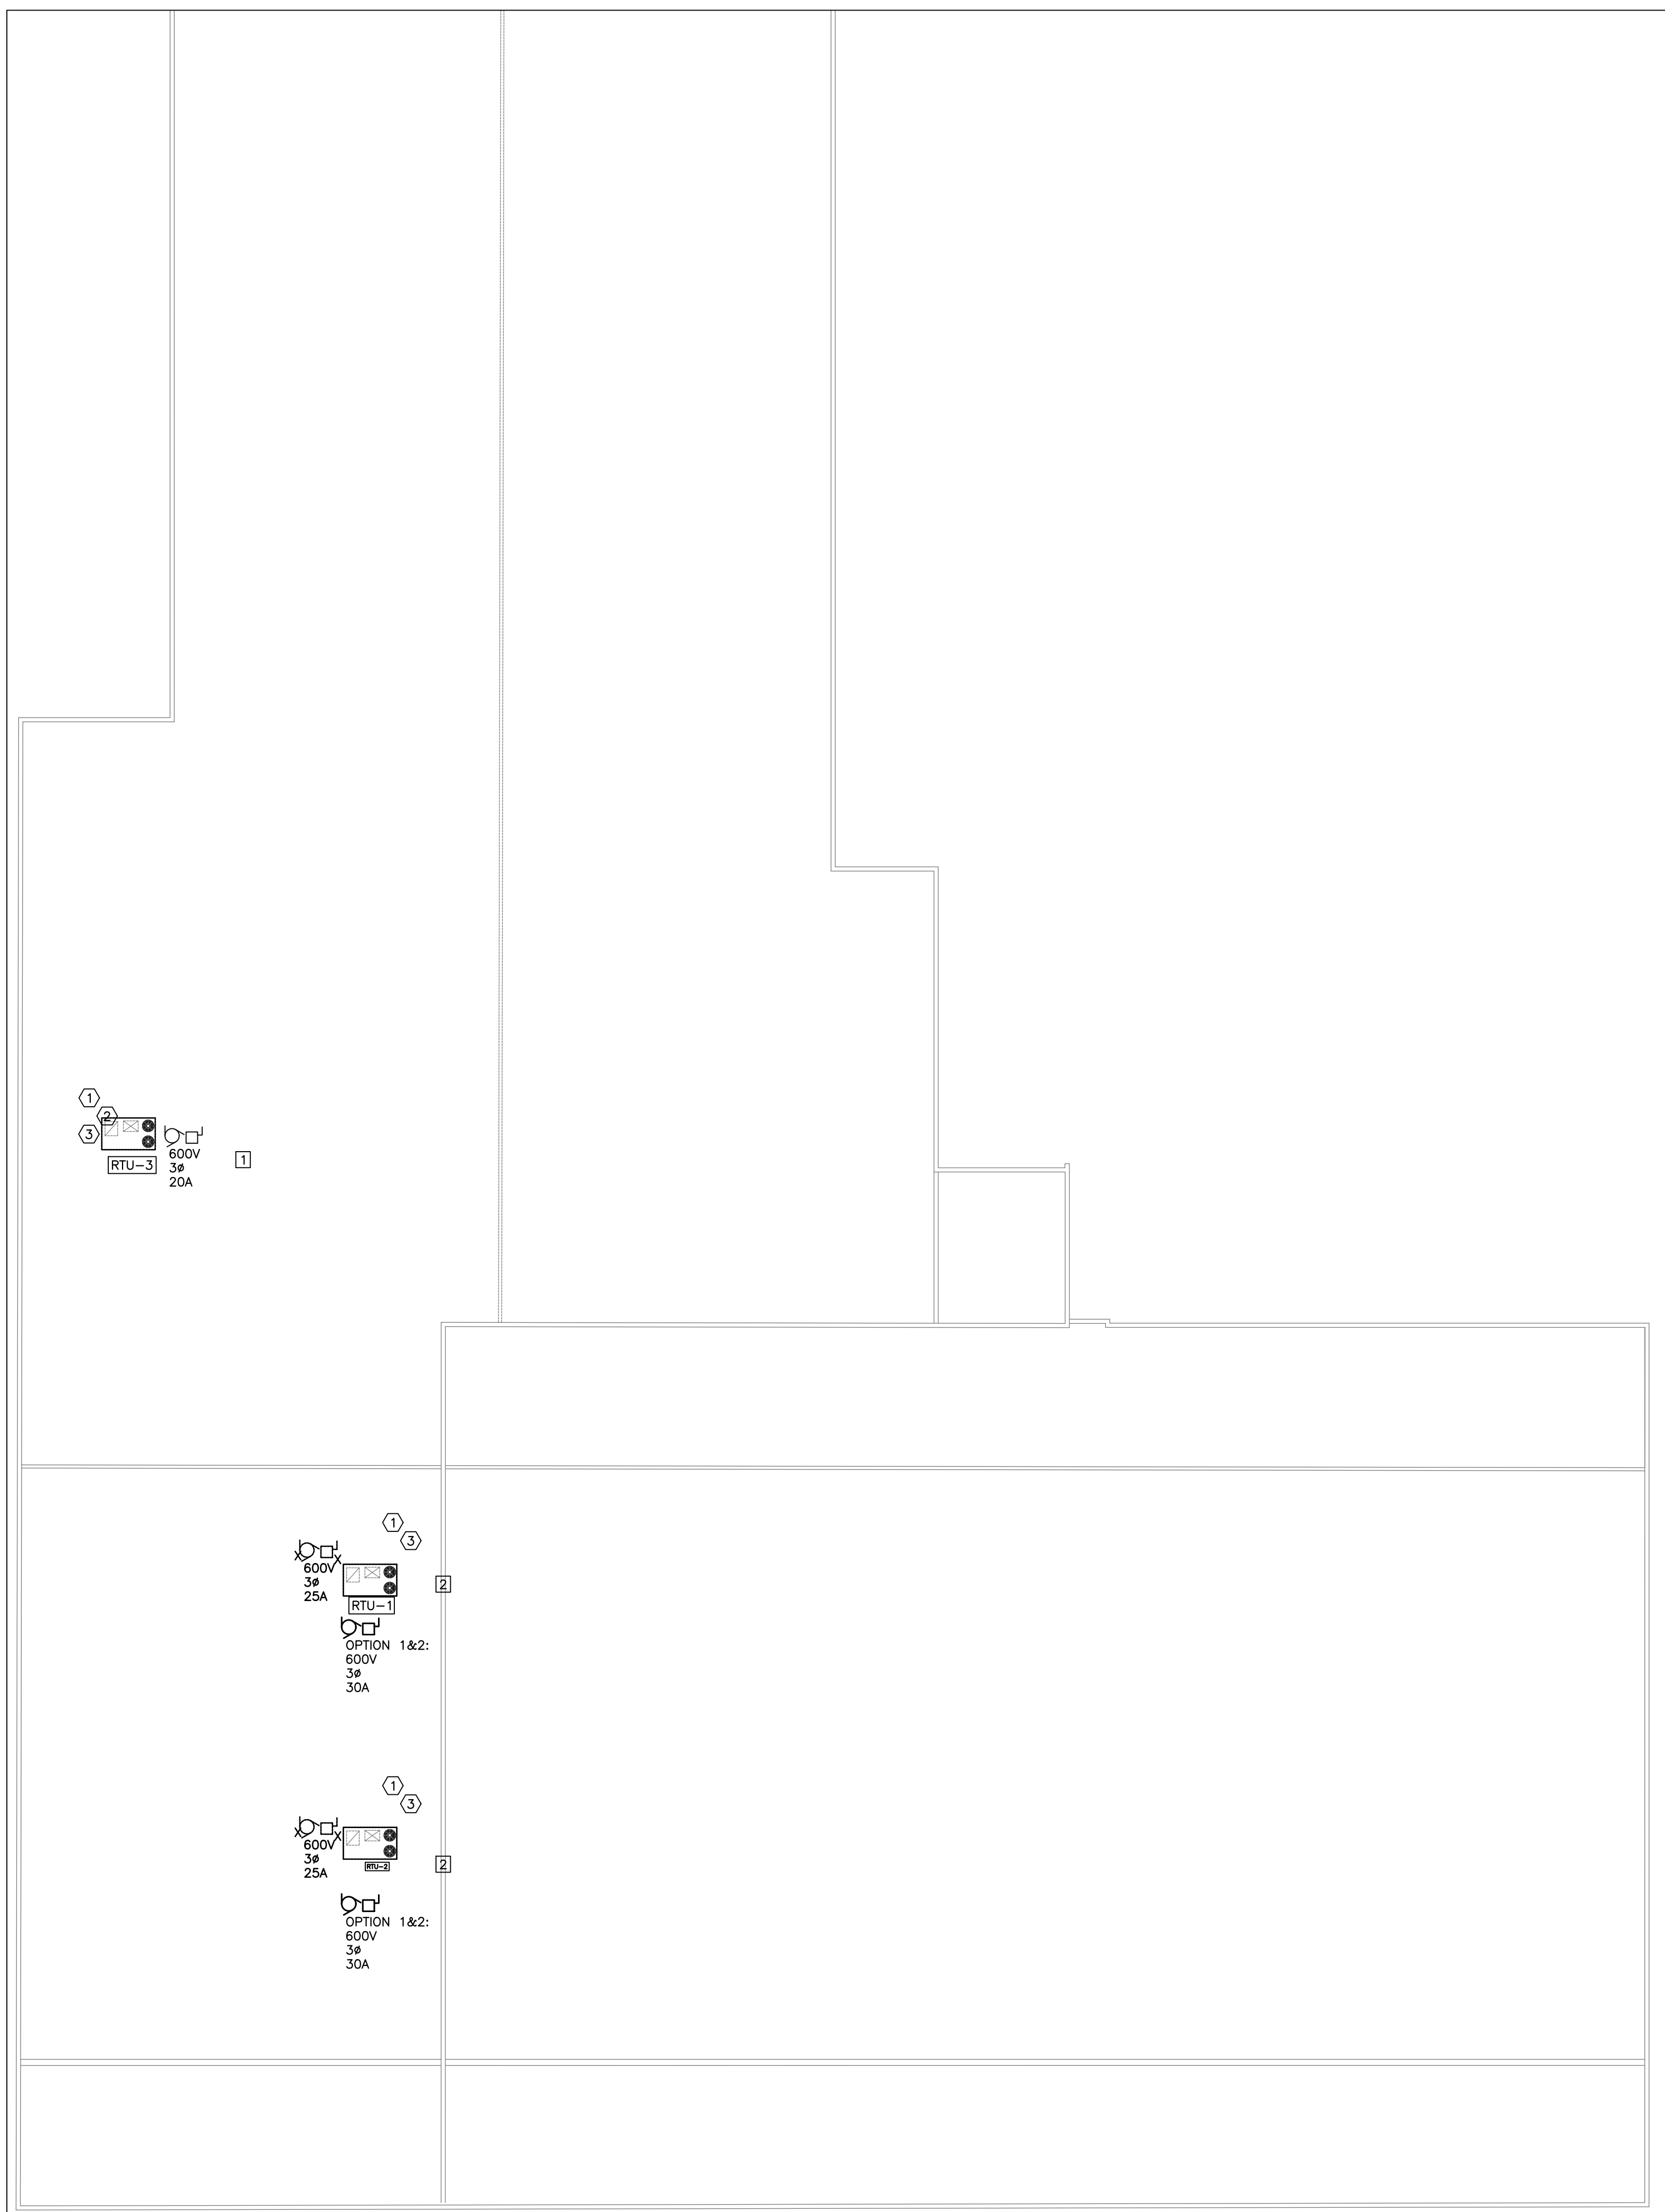 1
2
3
RTU-3
600V
3ø
20A
1
1
3
X X
600V
3ø
25A
2
RTU-1
OPTION 1&2:
600V
3ø
30A
1
3
X X
600V
3ø
25A
RTU-2
2
OPTION 1&2:
600V
3ø
30A